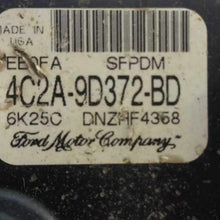 MADE IN
USA
EE0FA SFPDM
4C2A-9D372-BD
6K25C DNZHF4368
Ford Motor Company